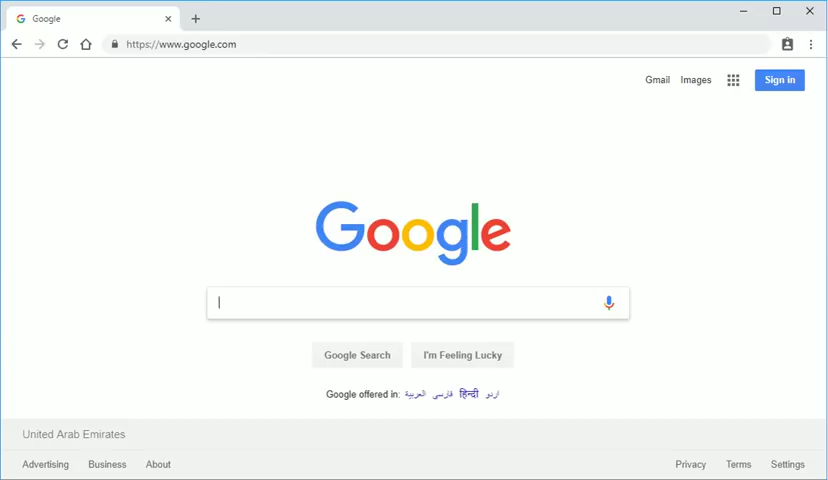 Google
https://www.google.com
Gmail Images Sign in
Google
Google Search I'm Feeling Lucky
Google offered in: العربية فارسی हिन्दी اردو
United Arab Emirates
Advertising Business About Privacy Terms Settings